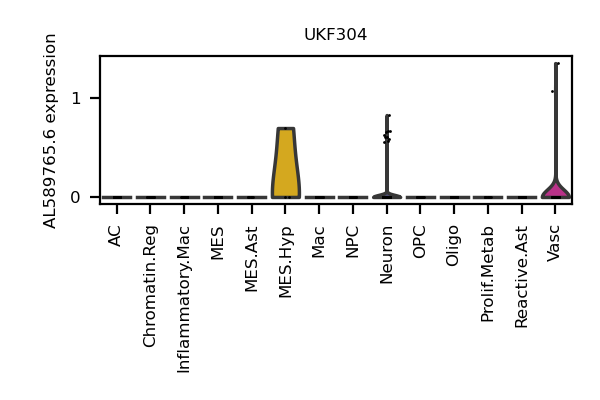 UKF304
AL589765.6 expression
1
0
AC
Chromatin.Reg
Inflammatory.Mac
MES
MES.Ast
MES.Hyp
Mac
NPC
Neuron
OPC
Oligo
Prolif.Metab
Reactive.Ast
Vasc